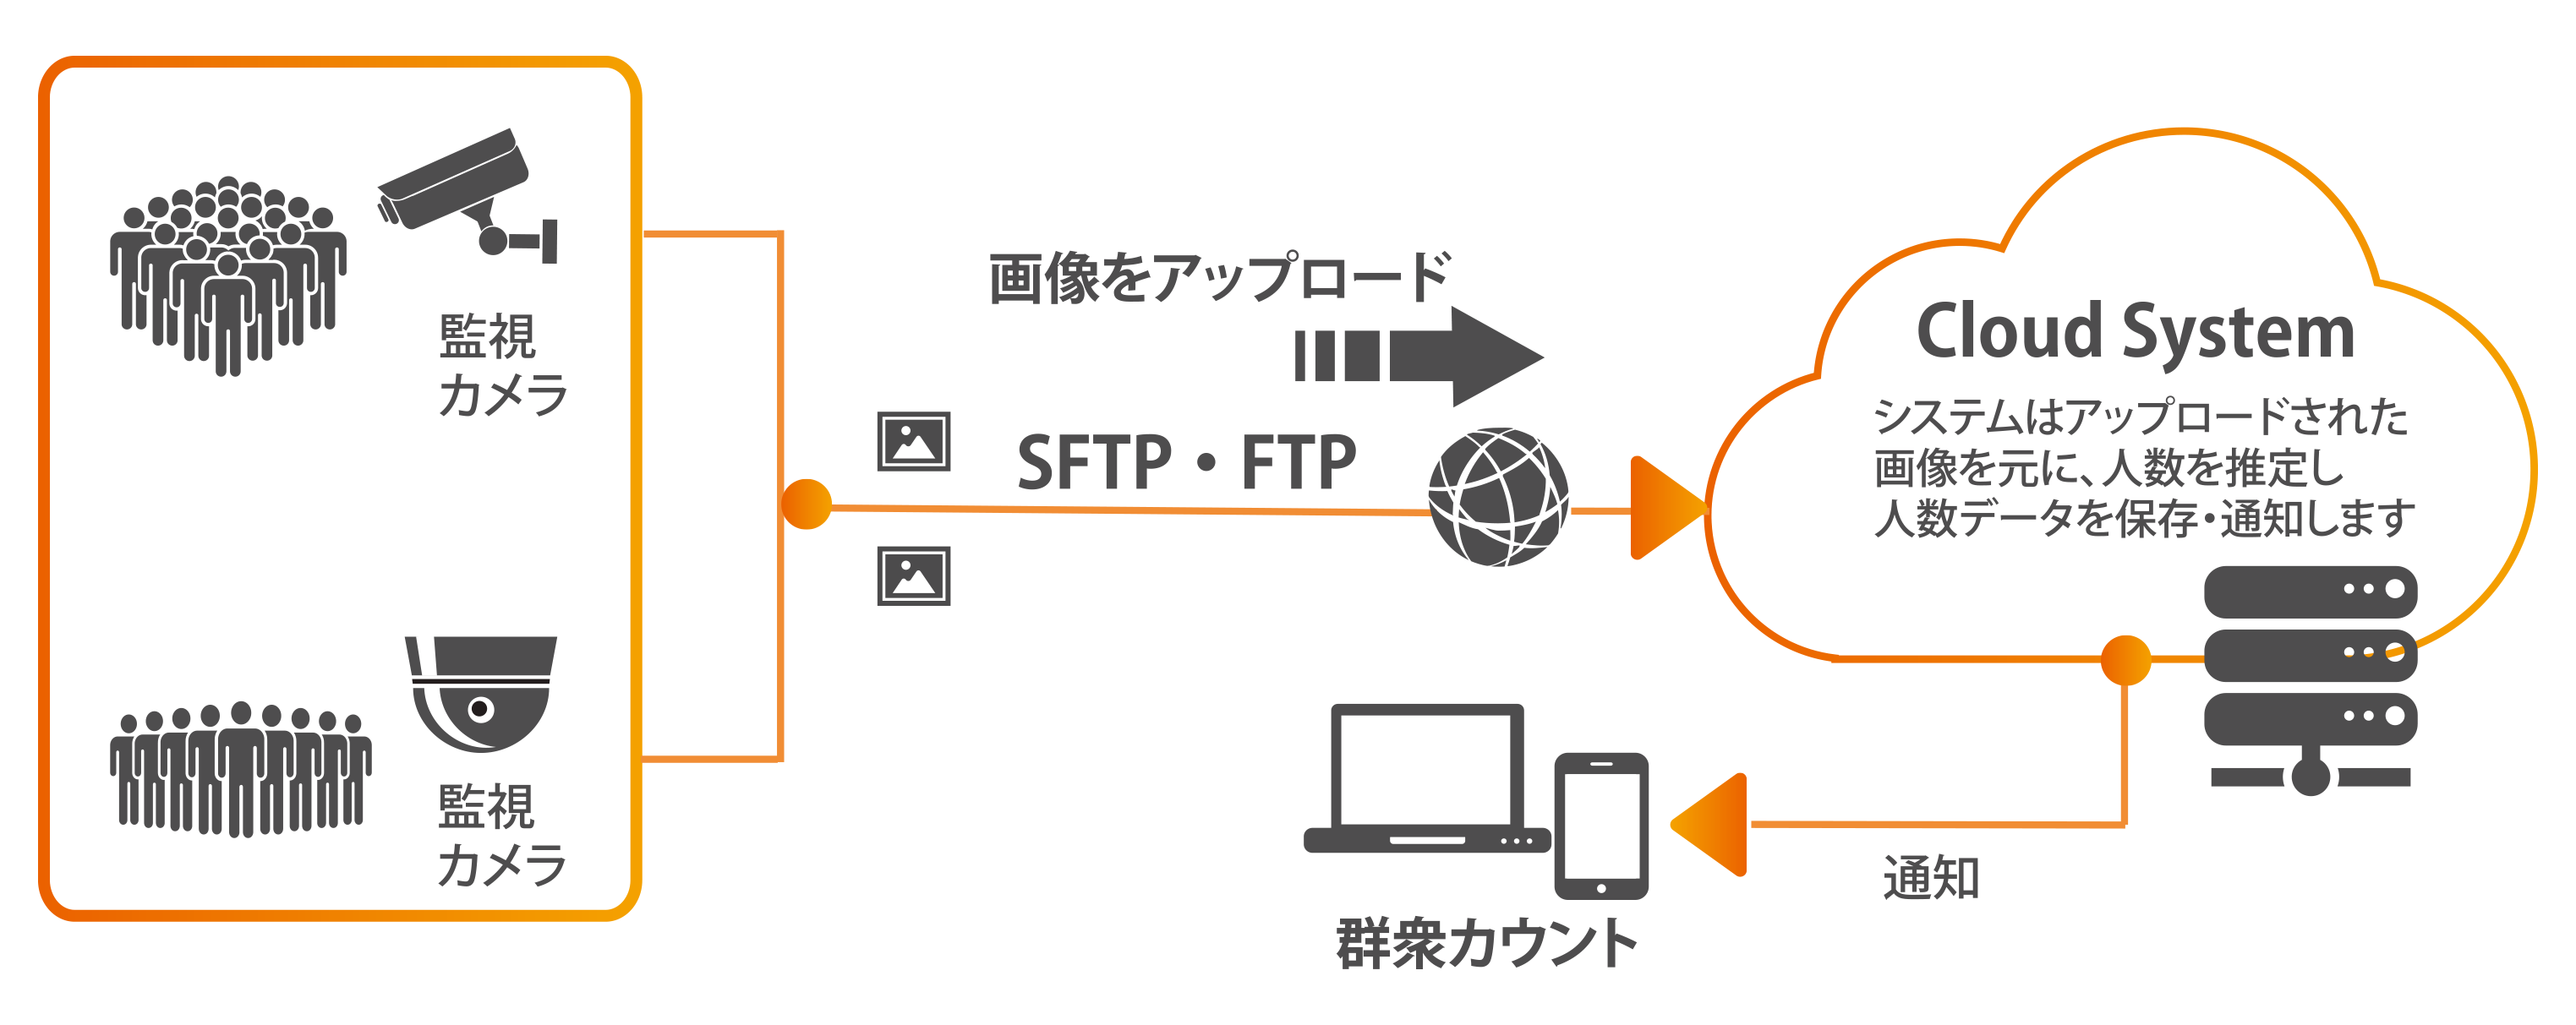 監視
カメラ
監視
カメラ
画像をアップロード
SFTP・FTP
Cloud System
システムはアップロードされた
画像を元に、人数を推定し
人数データを保存・通知します
通知
群衆カウント